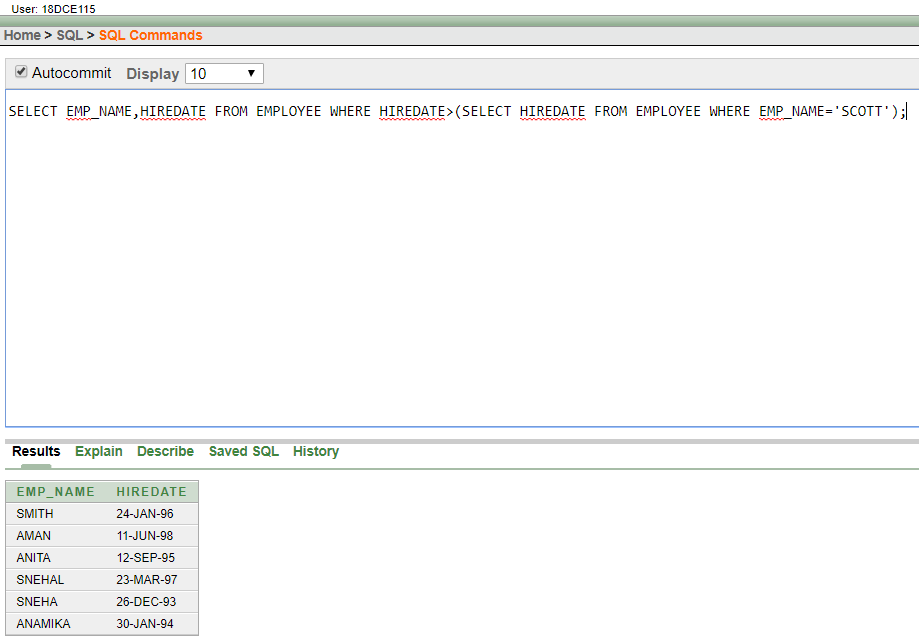 User: 18DCE115
Home > SQL > SQL Commands
Autocommit Display 10
SELECT EMP_NAME,HIREDATE FROM EMPLOYEE WHERE HIREDATE>(SELECT HIREDATE FROM EMPLOYEE WHERE EMP_NAME='SCOTT');
Results Explain Describe Saved SQL History
EMP_NAME HIREDATE
SMITH 24-JAN-96
AMAN 11-JUN-98
ANITA 12-SEP-95
SNEHAL 23-MAR-97
SNEHA 26-DEC-93
ANAMIKA 30-JAN-94